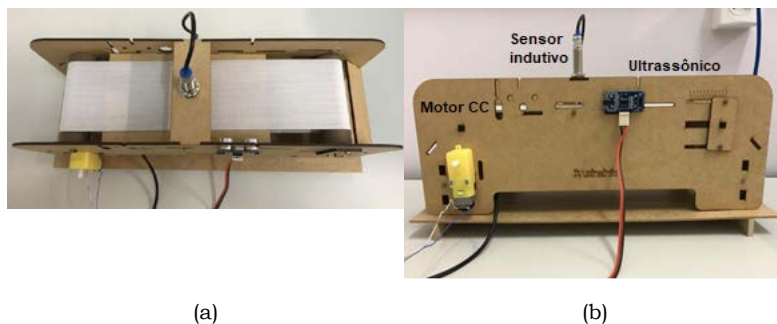 Sensor
indutivo
Ultrassônico
Motor CC
(a)
(b)